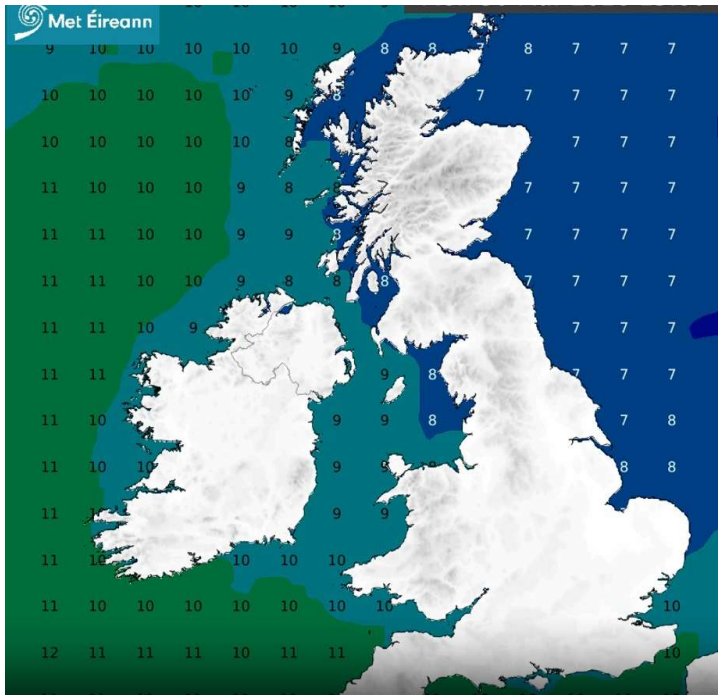 Met Éireann
9 10 10 10 10 10 9 8 8 7 8 7 7 7
10 10 10 10 10 9 8 7 7 7 7 7
10 10 10 10 10 8 7 7 7
11 10 10 10 9 8 8 7 7 7 7
11 11 10 10 9 9 8 7 7 7
11 11 10 10 9 8 8 8 7 7 7 7
11 11 10 9 7 7 7
11 11 9 8 7 7 7
11 10 9 9 8 7 8
11 10 10 9 9 8 8
11 10 9 9
11 10 10 10 10
11 10 10 10 10 10 10 10 10
12 11 11 11 10 11 11 10